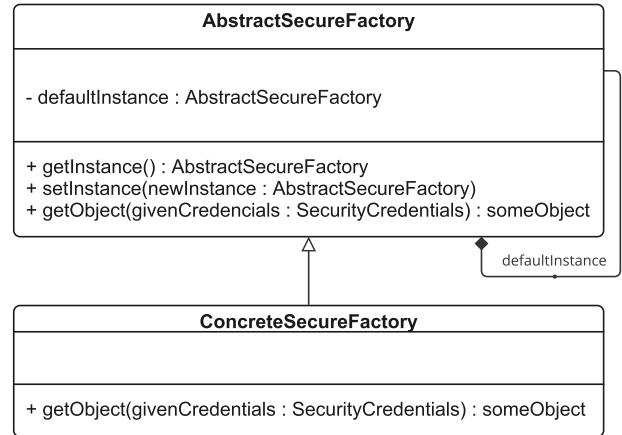 AbstractSecureFactory
- defaultInstance : AbstractSecureFactory
+ getInstance() : AbstractSecureFactory
+ setInstance(newInstance : AbstractSecureFactory)
+ getObject(givenCredencials : SecurityCredentials) : someObject
defaultInstance
ConcreteSecureFactory
+ getObject(givenCredentials : SecurityCredentials) : someObject